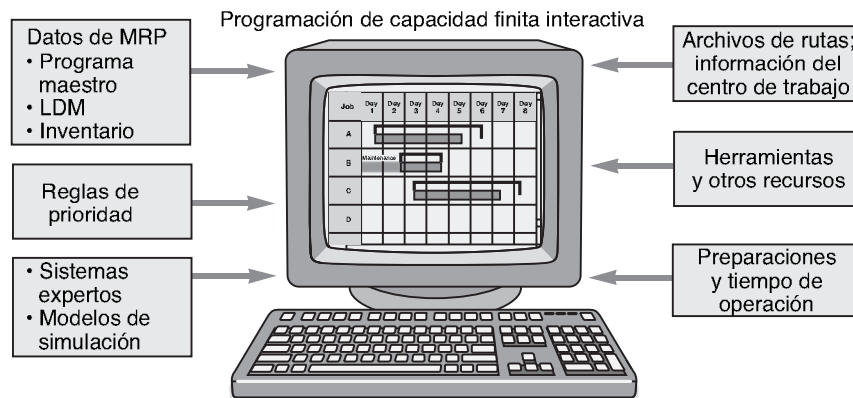 Programación de capacidad finita interactiva
Datos de MRP
• Programa
maestro
• LDM
• Inventario
Reglas de
prioridad
• Sistemas
expertos
• Modelos de
simulación
Job Day 1 Day 2 Day 3 Day 4 Day 5 Day 6 Day 7 Day 8
A
B Maintenance
C
D
Archivos de rutas;
información del
centro de trabajo
Herramientas
y otros recursos
Preparaciones
y tiempo de
operación